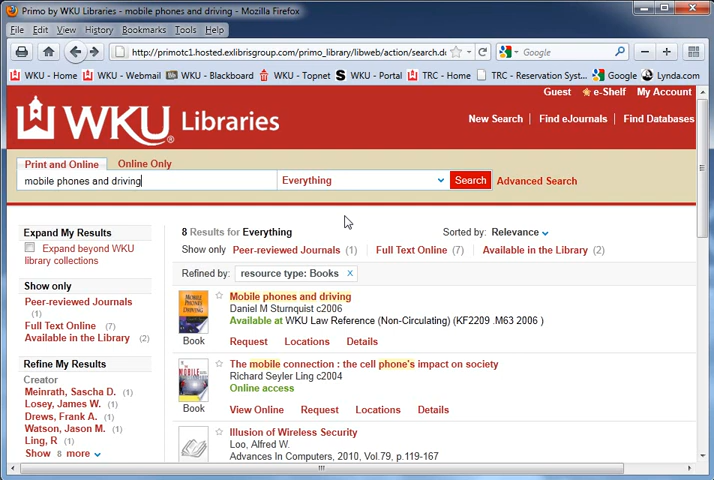 Primo by WKU Libraries - mobile phones and driving - Mozilla Firefox
File Edit View History Bookmarks Tools Help
http://primotc1.hosted.exlibrisgroup.com/primo_library/libweb/action/search.d Google
WKU - Home WKU - Webmail WKU - Blackboard WKU - Topnet WKU - Portal TRC - Home TRC - Reservation Syst... Google Lynda.com
Guest e-Shelf My Account
WKU® Libraries
New Search Find eJournals Find Databases
Print and Online Online Only
mobile phones and driving Everything Search Advanced Search
Expand My Results
Expand beyond WKU
library collections
Show only
Peer-reviewed Journals
(1)
Full Text Online (7)
Available in the Library (2)
Refine My Results
Creator
Meinrath, Sascha D. (1)
Losey, James W. (1)
Drews, Frank A. (1)
Watson, Jason M. (1)
Ling, R (1)
Show 8 more
8 Results for Everything Sorted by: Relevance
Show only Peer-reviewed Journals (1) Full Text Online (7) Available in the Library (2)
Refined by: resource type: Books X
Mobile phones and driving
Daniel M Sturnquist c2006
Available at WKU Law Reference (Non-Circulating) (KF2209 .M63 2006 )
Book Request Locations Details
The mobile connection : the cell phone's impact on society
Richard Seyler Ling c2004
Online access
Book View Online Request Locations Details
Illusion of Wireless Security
Loo, Alfred W.
Advances In Computers, 2010, Vol.79, p.119-167